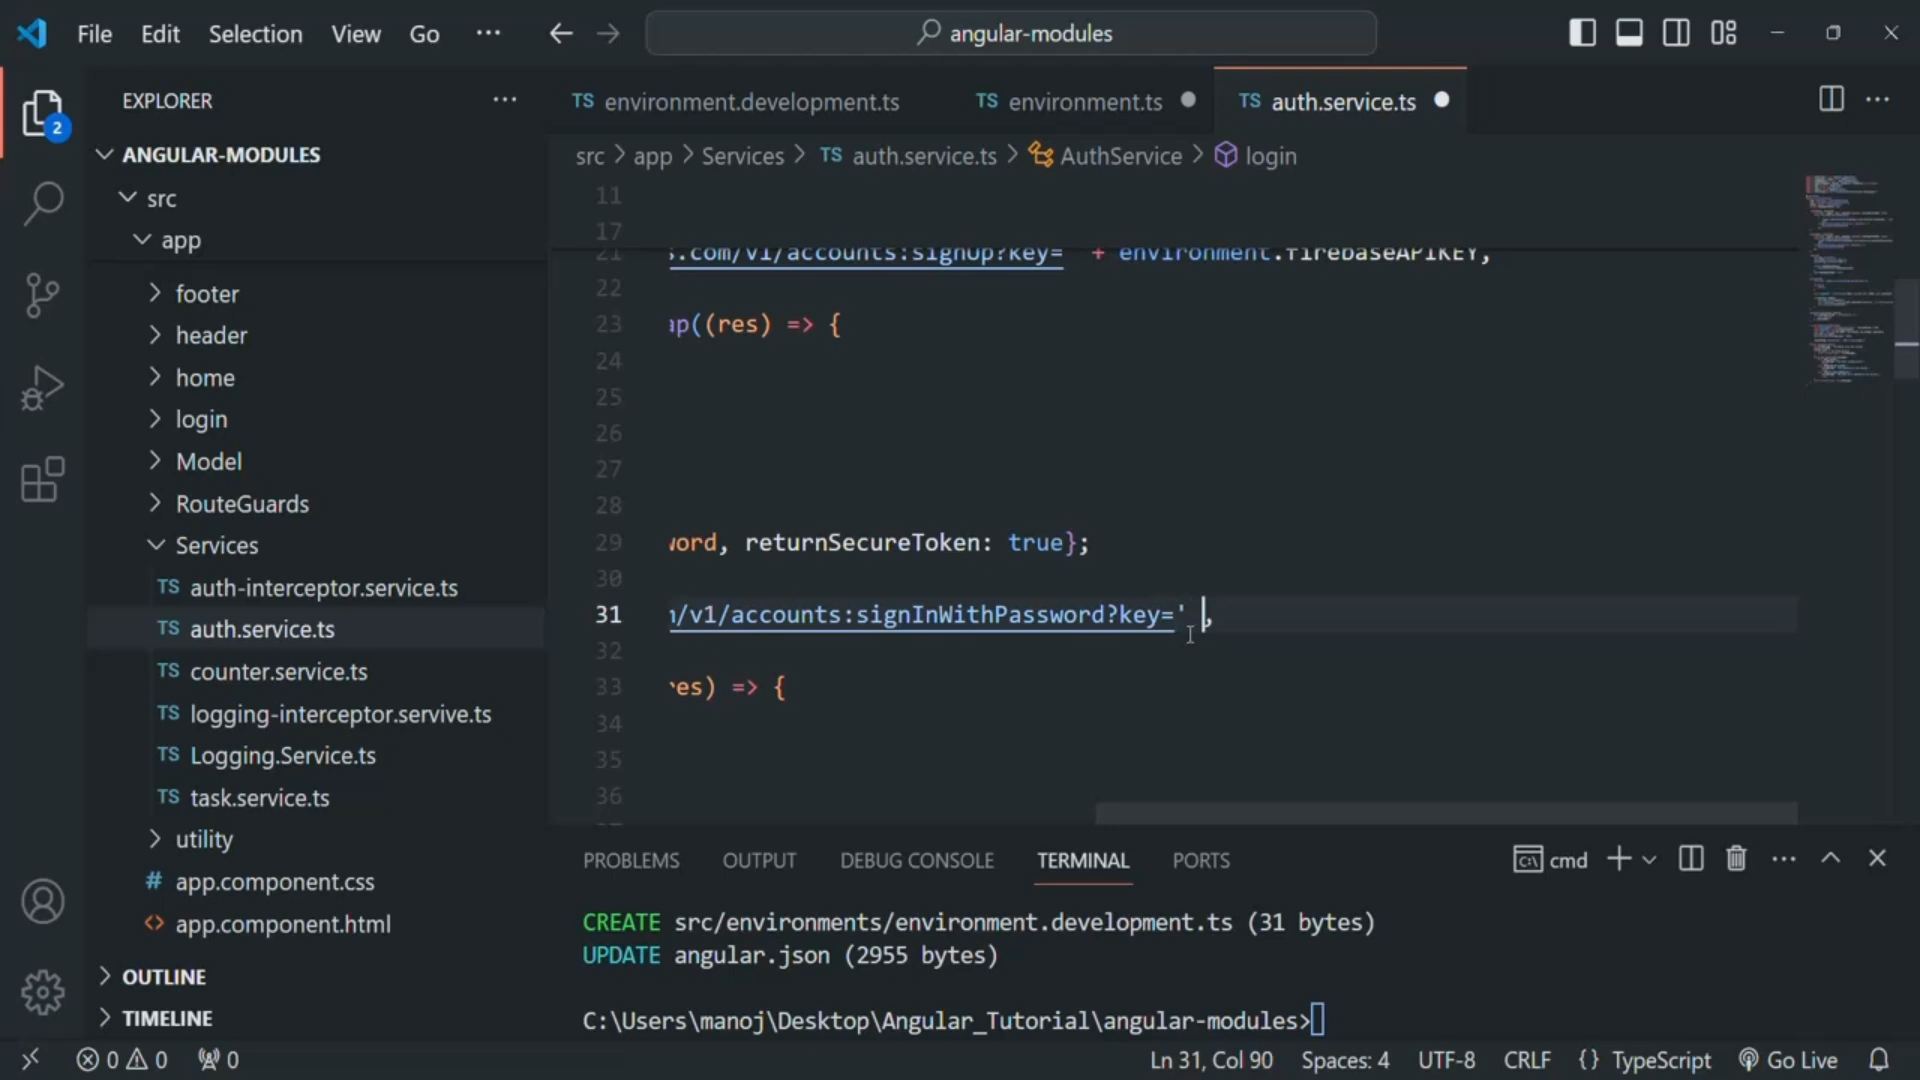 File Edit Selection View Go ··· angular-modules
EXPLORER ···
2
ANGULAR-MODULES
src
app
footer
header
home
login
Model
RouteGuards
Services
TS auth-interceptor.service.ts
TS auth.service.ts
TS counter.service.ts
TS logging-interceptor.servive.ts
TS Logging.Service.ts
TS task.service.ts
utility
# app.component.css
<> app.component.html
OUTLINE
TIMELINE
TS environment.development.ts TS environment.ts TS auth.service.ts ···
src > app > Services > TS auth.service.ts > AuthService > login
11
17
21 s.com/v1/accounts:signUp?key= + environment.firebaseAPIKEY,
22
23 ap((res) => {
24
25
26
27
28
29 word, returnSecureToken: true};
30
31 m/v1/accounts:signInWithPassword?key=' ,
32
33 res) => {
34
35
36
PROBLEMS OUTPUT DEBUG CONSOLE TERMINAL PORTS cmd ···
CREATE src/environments/environment.development.ts (31 bytes)
UPDATE angular.json (2955 bytes)
C:\Users\manoj\Desktop\Angular_Tutorial\angular-modules>
0 0 0 Ln 31, Col 90 Spaces: 4 UTF-8 CRLF {} TypeScript Go Live